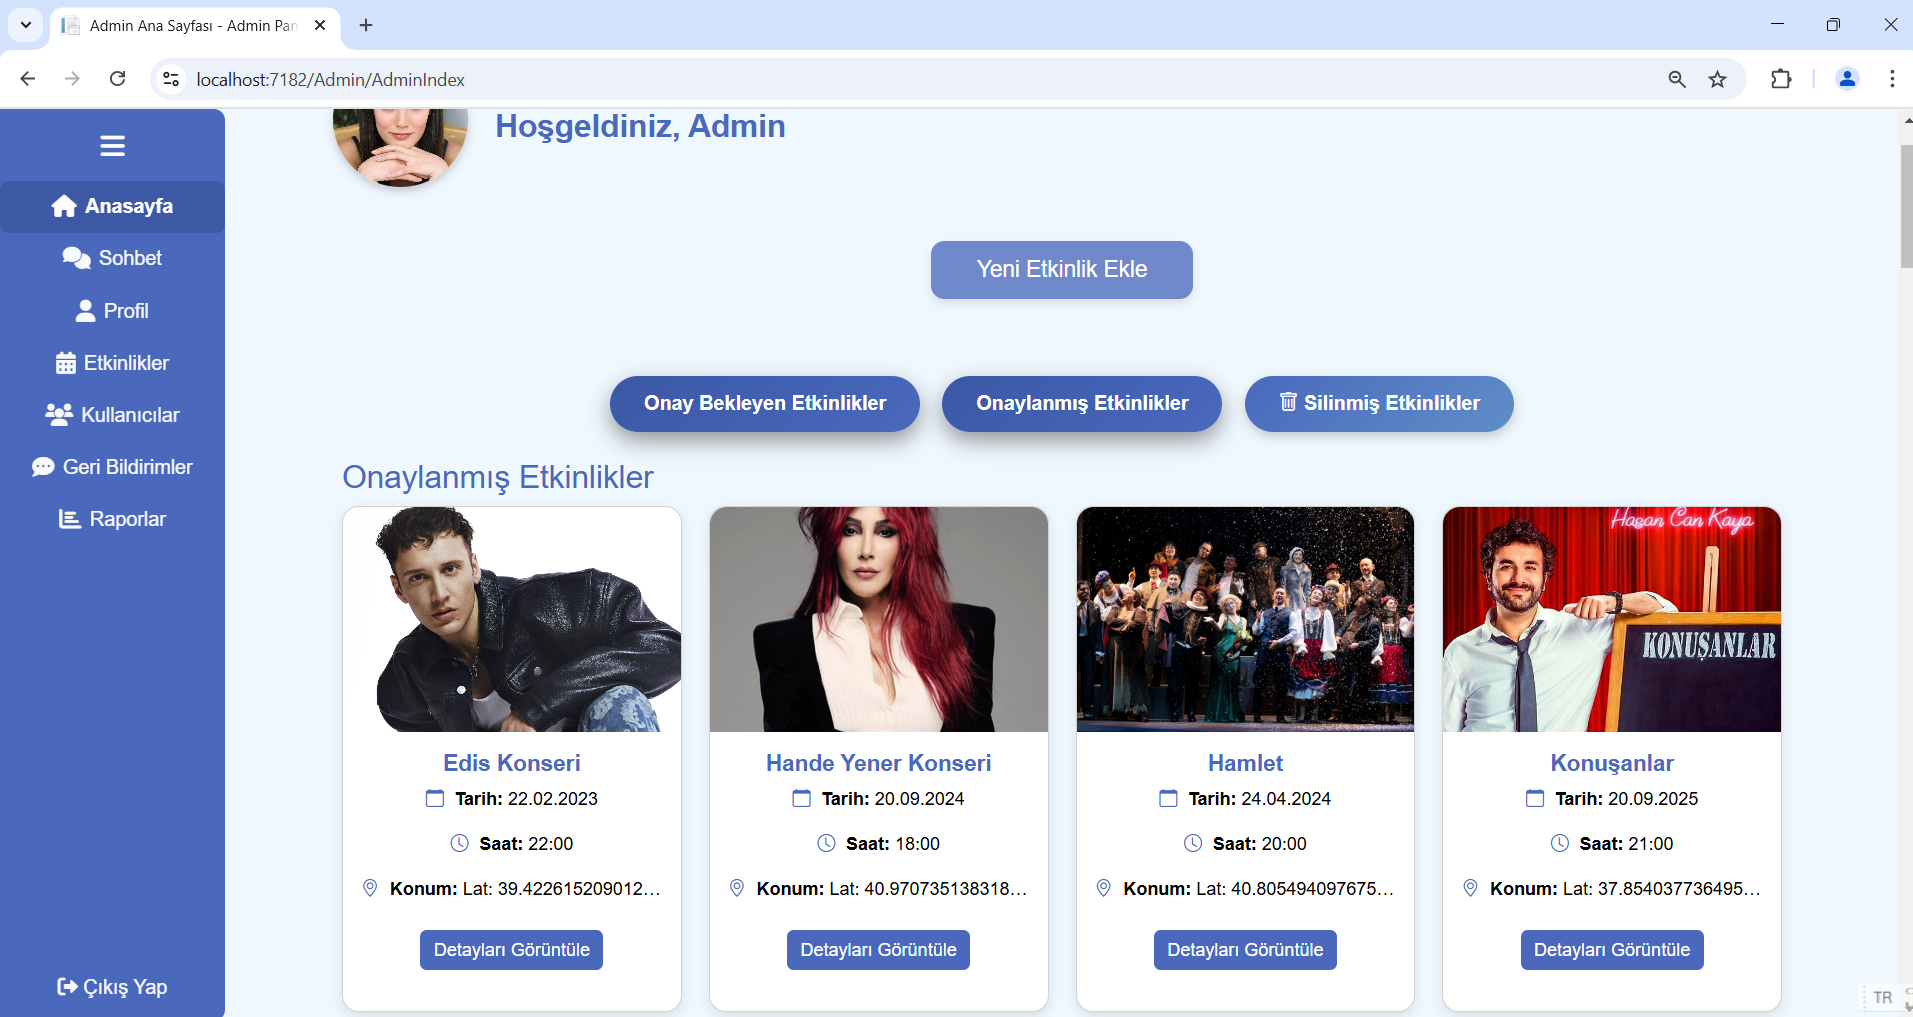 Admin Ana Sayfası - Admin Pan
localhost:7182/Admin/AdminIndex
Hoşgeldiniz, Admin
Anasayfa
Sohbet
Profil
Etkinlikler
Kullanıcılar
Geri Bildirimler
Raporlar
Çıkış Yap
Yeni Etkinlik Ekle
Onay Bekleyen Etkinlikler
Onaylanmış Etkinlikler
Silinmiş Etkinlikler
Onaylanmış Etkinlikler
Edis Konseri
Tarih: 22.02.2023
Saat: 22:00
Konum: Lat: 39.422615209012...
Detayları Görüntüle
Hande Yener Konseri
Tarih: 20.09.2024
Saat: 18:00
Konum: Lat: 40.970735138318...
Detayları Görüntüle
Hamlet
Tarih: 24.04.2024
Saat: 20:00
Konum: Lat: 40.805494097675...
Detayları Görüntüle
Hasan Can Kaya
KONUŞANLAR
Konuşanlar
Tarih: 20.09.2025
Saat: 21:00
Konum: Lat: 37.854037736495...
Detayları Görüntüle
TR